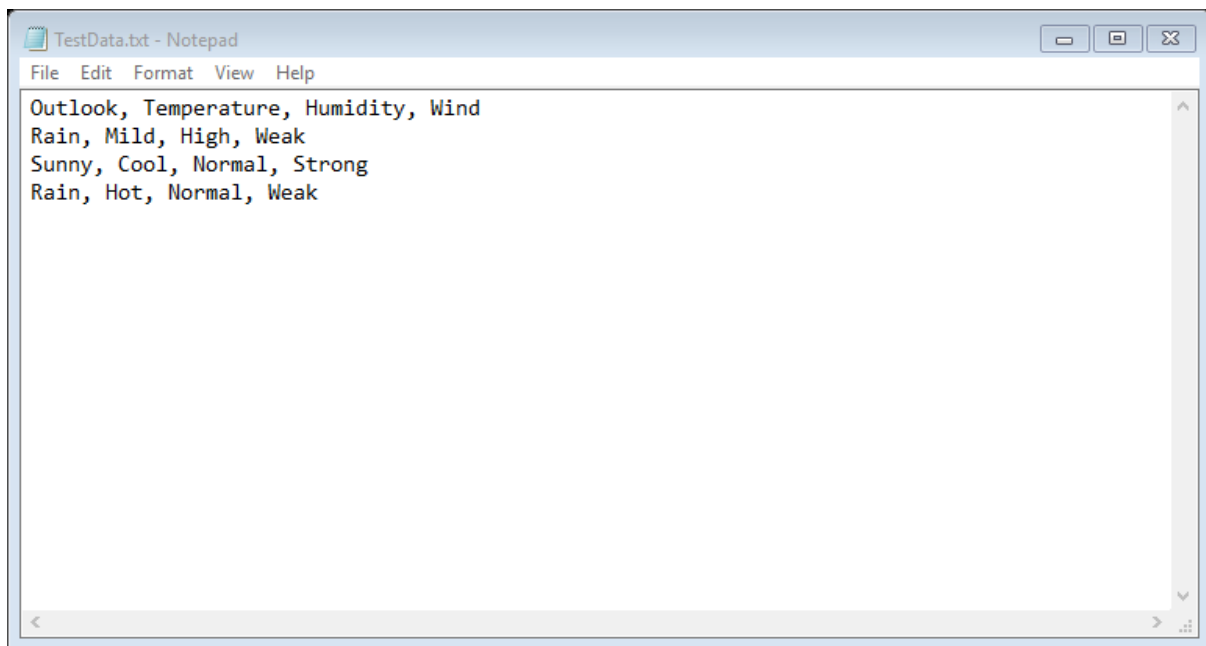 TestData.txt - Notepad
File Edit Format View Help
Outlook, Temperature, Humidity, Wind
Rain, Mild, High, Weak
Sunny, Cool, Normal, Strong
Rain, Hot, Normal, Weak